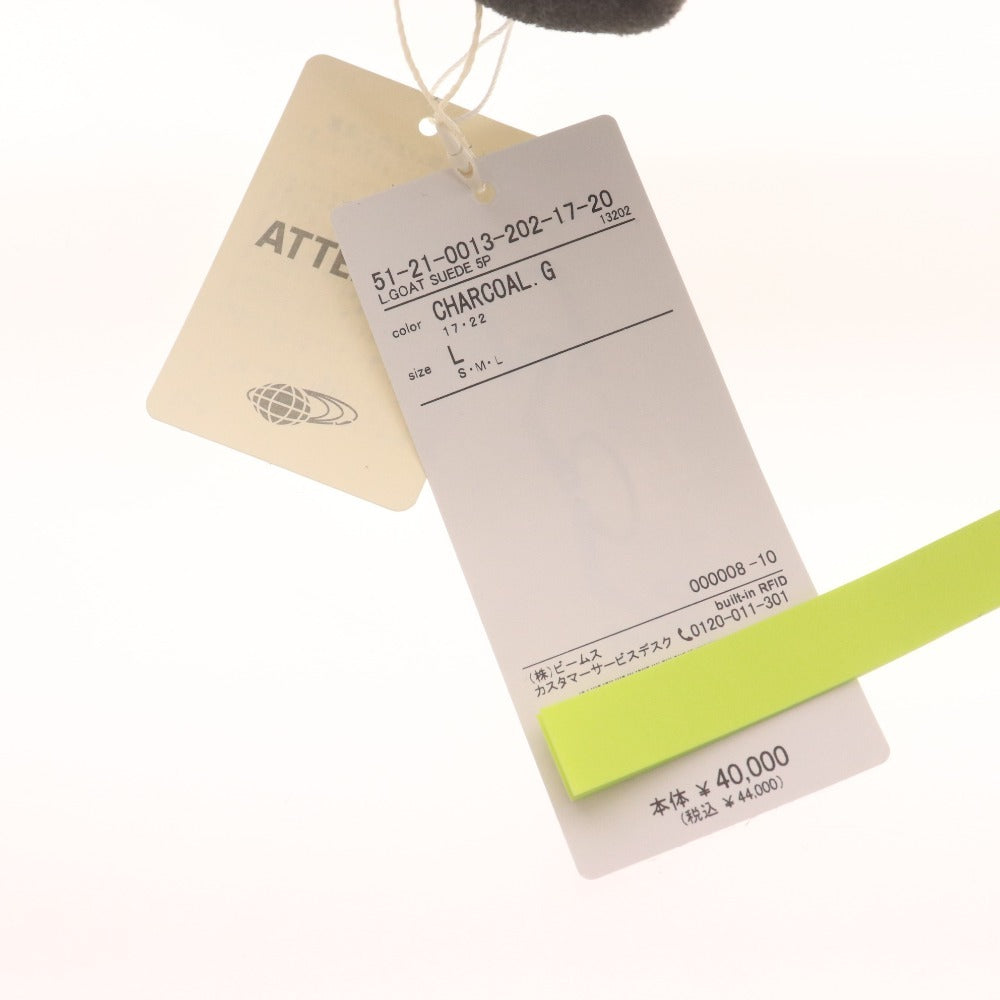 ATTE
51-21-0013-202-17-20
13202
L.GOAT SUEDE 5P
color CHARCOAL. G
17・22
size L
S・M・L
000008-10
built-in RFID
(株)ビームス
カスタマーサービスデスク 0120-011-301
本体 ¥ 40,000
(税込 ¥ 44,000)